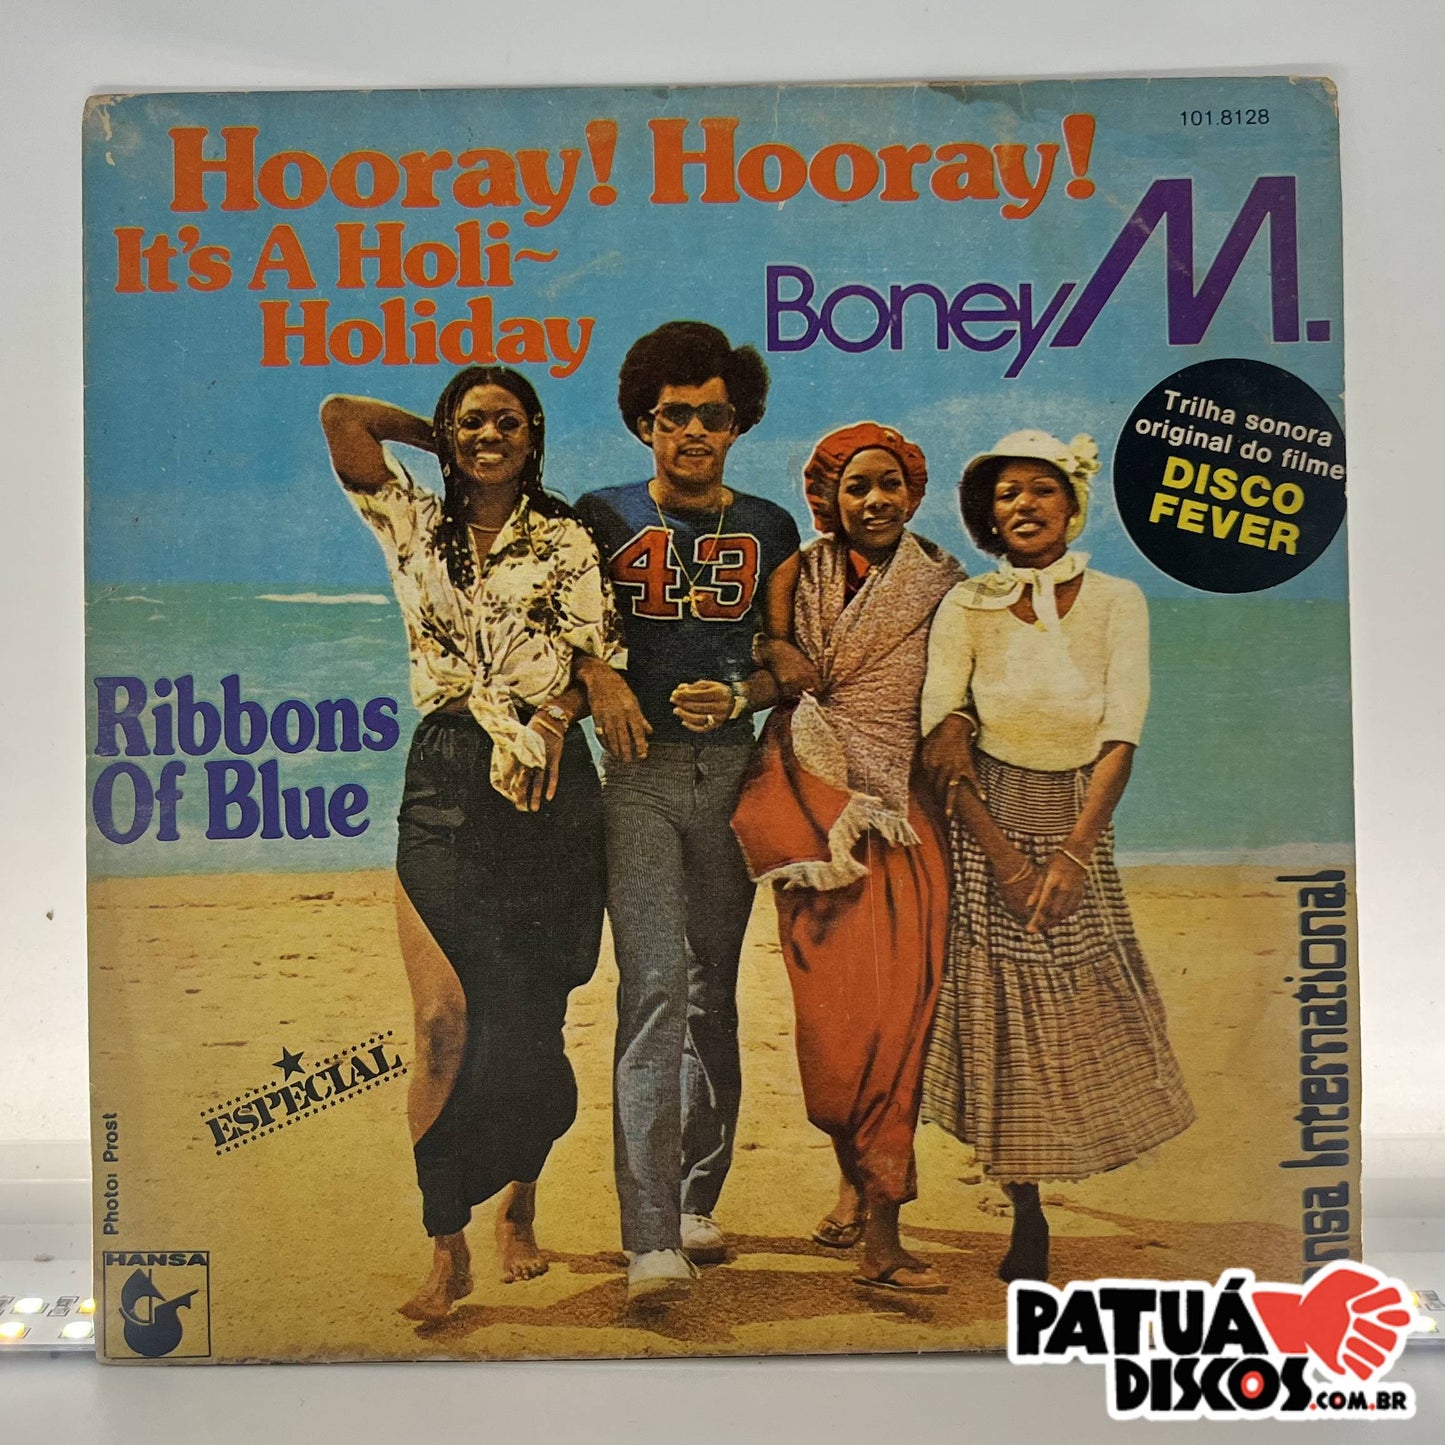 101.8128
Hooray! Hooray!
It's A Holi~
Holiday
Boney M.
Trilha sonora
original do filme
DISCO
FEVER
43
Ribbons
Of Blue
ESPECIAL
Photo: Prost
HANSA
International
PATUÁ
DISCOS.COM.BR